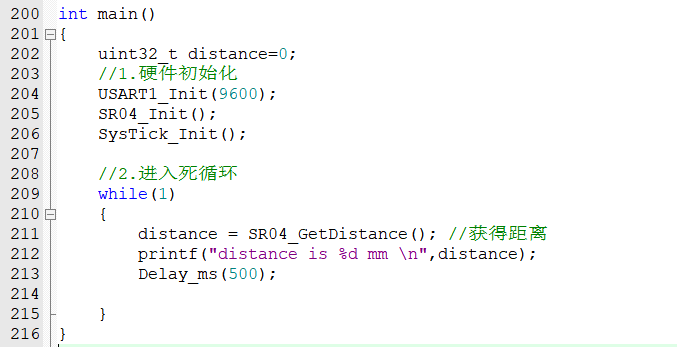 200 int main()
201 {
202     uint32_t distance=0;
203     //1.硬件初始化
204     USART1_Init(9600);
205     SR04_Init();
206     SysTick_Init();
207
208     //2.进入死循环
209     while(1)
210     {
211         distance = SR04_GetDistance(); //获得距离
212         printf("distance is %d mm \n",distance);
213         Delay_ms(500);
214
215     }
216 }